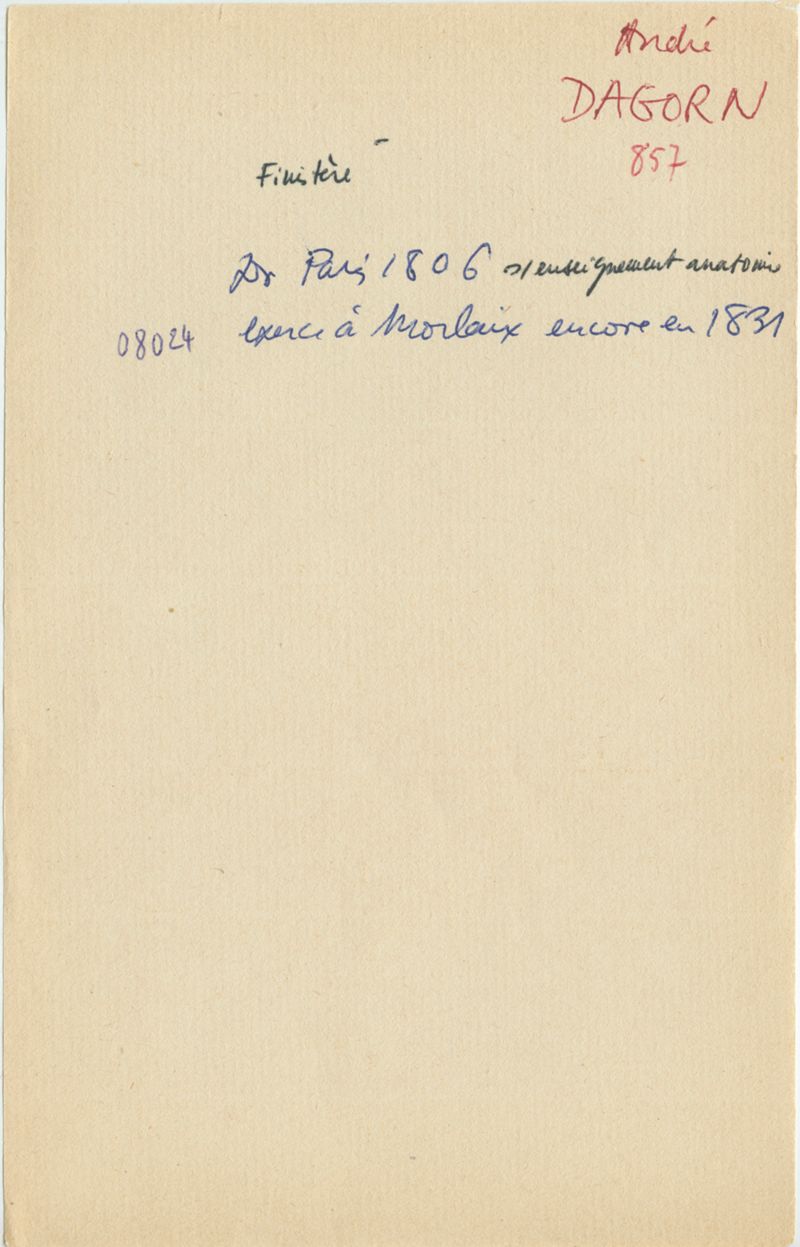 André
DAGORN
857
Finistère
Dr Paris 1806 s/enseignement anatomie
08024 exerce à Morlaix encore en 1831